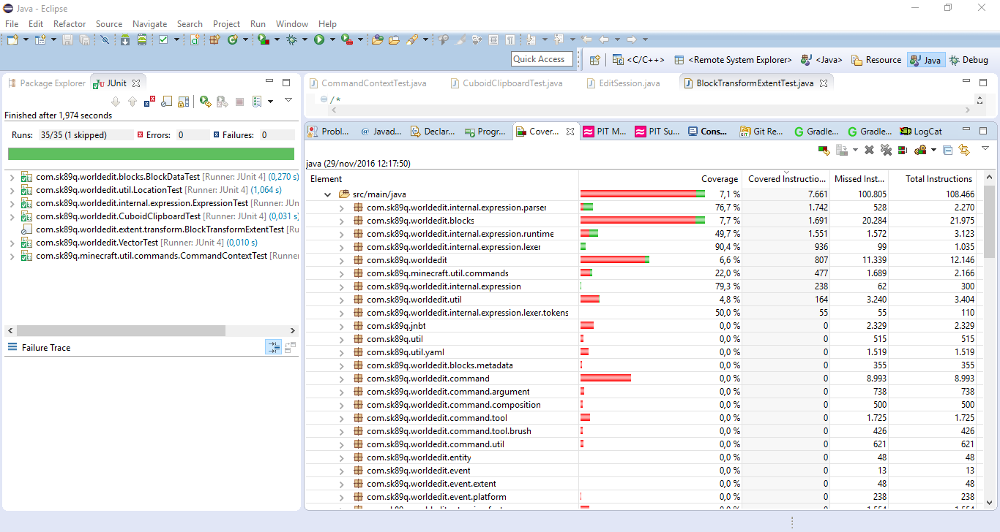 Java - Eclipse
File Edit Refactor Source Navigate Search Project Run Window Help
Quick Access <C/C++> <Remote System Explorer> <Java> Resource Java Debug
Package Explorer JUnit
Finished after 1,974 seconds
Runs: 35/35 (1 skipped) Errors: 0 Failures: 0
com.sk89q.worldedit.blocks.BlockDataTest [Runner: JUnit 4] (0,270 s)
com.sk89q.worldedit.util.LocationTest [Runner: JUnit 4] (1,064 s)
com.sk89q.worldedit.internal.expression.ExpressionTest [Runner: JUn
com.sk89q.worldedit.CuboidClipboardTest [Runner: JUnit 4] (0,031 s)
com.sk89q.worldedit.extent.transform.BlockTransformExtentTest [Ru
com.sk89q.worldedit.VectorTest [Runner: JUnit 4] (0,010 s)
com.sk89q.minecraft.util.commands.CommandContextTest [Runner
Failure Trace
CommandContextTest.java CuboidClipboardTest.java EditSession.java BlockTransformExtentTest.java
/*
Probl... @ Javad... Declar... Progr... Cover... PIT M... PIT Su... Cons... Git Re... Gradle... Gradle... LogCat
java (29/nov/2016 12:17:50)
Element Coverage Covered Instructio... Missed Inst... Total Instructions
src/main/java 7,1 % 7.661 100.805 108.466
com.sk89q.worldedit.internal.expression.parser 76,7 % 1.742 528 2.270
com.sk89q.worldedit.blocks 7,7 % 1.691 20.284 21.975
com.sk89q.worldedit.internal.expression.runtime 49,7 % 1.551 1.572 3.123
com.sk89q.worldedit.internal.expression.lexer 90,4 % 936 99 1.035
com.sk89q.worldedit 6,6 % 807 11.339 12.146
com.sk89q.minecraft.util.commands 22,0 % 477 1.689 2.166
com.sk89q.worldedit.internal.expression 79,3 % 238 62 300
com.sk89q.worldedit.util 4,8 % 164 3.240 3.404
com.sk89q.worldedit.internal.expression.lexer.tokens 50,0 % 55 55 110
com.sk89q.jnbt 0,0 % 0 2.329 2.329
com.sk89q.util 0,0 % 0 515 515
com.sk89q.util.yaml 0,0 % 0 1.519 1.519
com.sk89q.worldedit.blocks.metadata 0,0 % 0 355 355
com.sk89q.worldedit.command 0,0 % 0 8.993 8.993
com.sk89q.worldedit.command.argument 0,0 % 0 738 738
com.sk89q.worldedit.command.composition 0,0 % 0 500 500
com.sk89q.worldedit.command.tool 0,0 % 0 1.725 1.725
com.sk89q.worldedit.command.tool.brush 0,0 % 0 426 426
com.sk89q.worldedit.command.util 0,0 % 0 621 621
com.sk89q.worldedit.entity 0,0 % 0 48 48
com.sk89q.worldedit.event 0,0 % 0 13 13
com.sk89q.worldedit.event.extent 0,0 % 0 48 48
com.sk89q.worldedit.event.platform 0,0 % 0 238 238